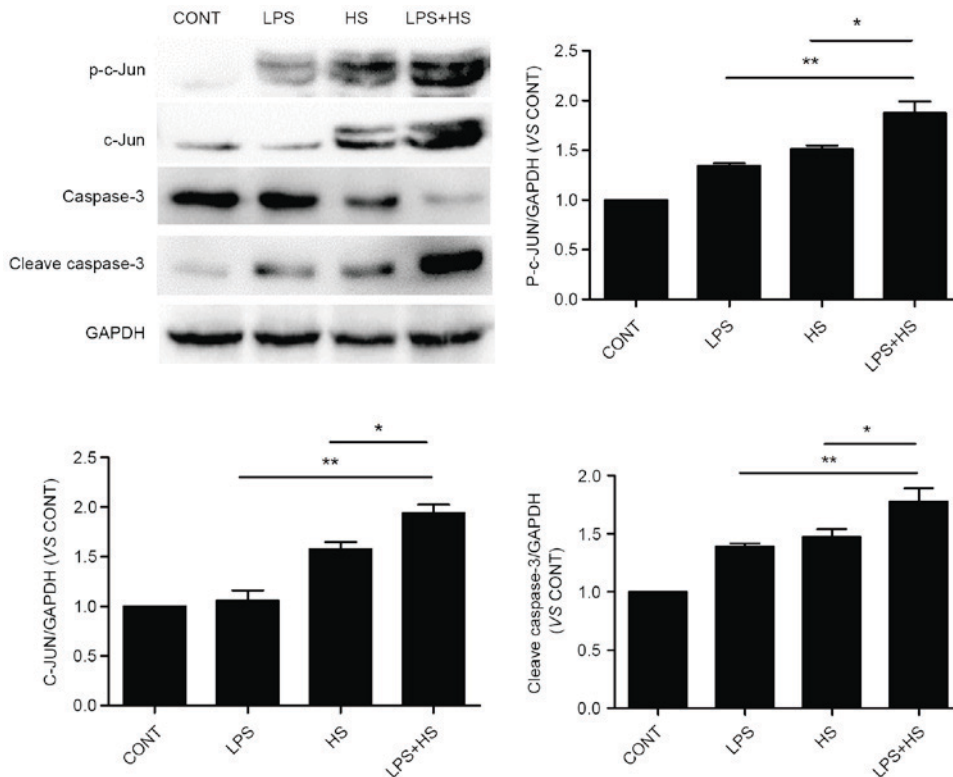 CONT LPS HS LPS+HS
p-c-Jun
c-Jun
Caspase-3
Cleave caspase-3
GAPDH
P-c-JUN/GAPDH (VS CONT)
2.5
2.0
1.5
1.0
0.5
0.0
*
**
CONT
LPS
HS
LPS+HS
C-JUN/GAPDH (VS CONT)
2.5
2.0
1.5
1.0
0.5
0.0
*
**
CONT
LPS
HS
LPS+HS
Cleave caspase-3/GAPDH
(VS CONT)
2.0
1.5
1.0
0.5
0.0
*
**
CONT
LPS
HS
LPS+HS